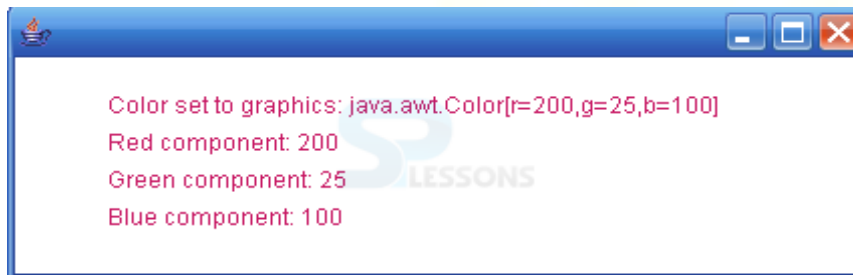 Color set to graphics: java.awt.Color[r=200,g=25,b=100]
Red component: 200
Green component: 25
Blue component: 100
SP LESSONS